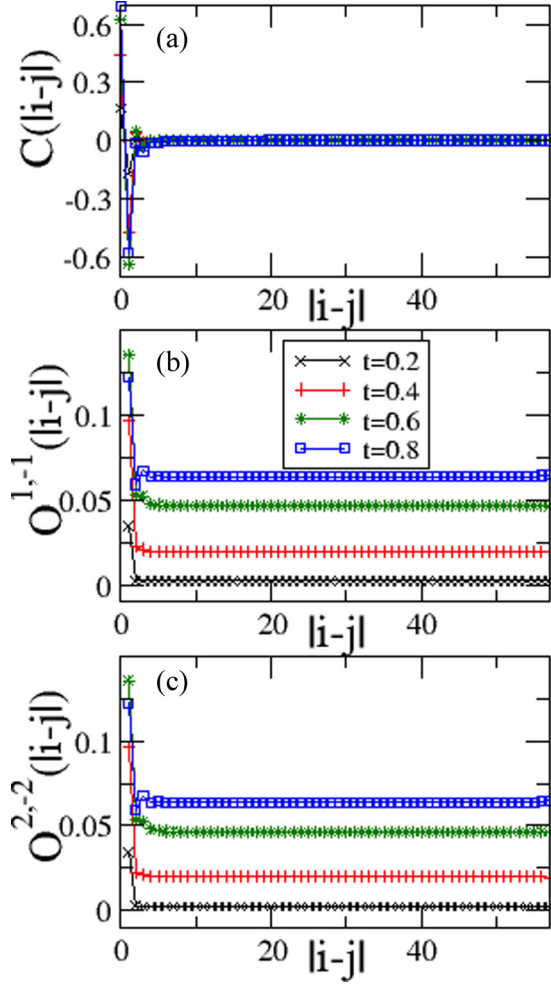 (a)
C(|i-j|)
0.6
0.3
0
-0.3
-0.6
0 20 40
|i-j|
(b)
O^{1,-1}(|i-j|)
t=0.2
t=0.4
t=0.6
t=0.8
0.1
0.05
0
0 20 40
|i-j|
(c)
O^{2,-2}(|i-j|)
0.1
0.05
0
0 20 40
|i-j|